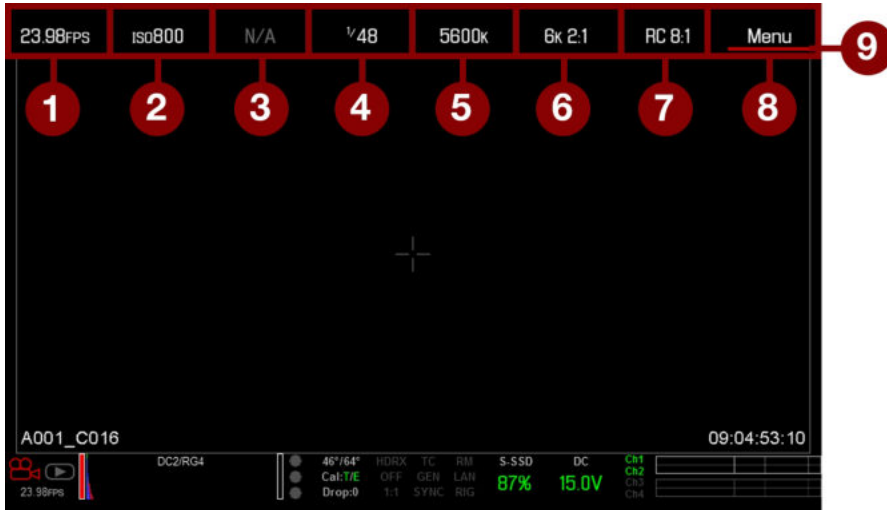 23.98FPS ISO800 N/A 1/48 5600K 6K 2:1 RC 8:1 Menu
9
1 2 3 4 5 6 7 8
A001_C016 09:04:53:10
DC2/RG4 46°/64° HDRX TC RM S-SSD DC Ch1
Cal:T/E OFF GEN LAN 87% 15.0V Ch2
23.98FPS Drop:0 1:1 SYNC RIG Ch3
Ch4